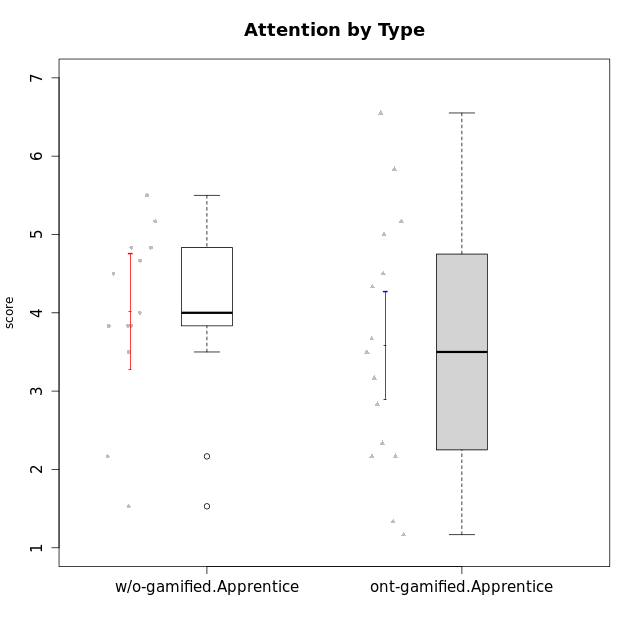 Attention by Type
7
6
5
4
3
2
1
score
w/o-gamified.Apprentice
ont-gamified.Apprentice